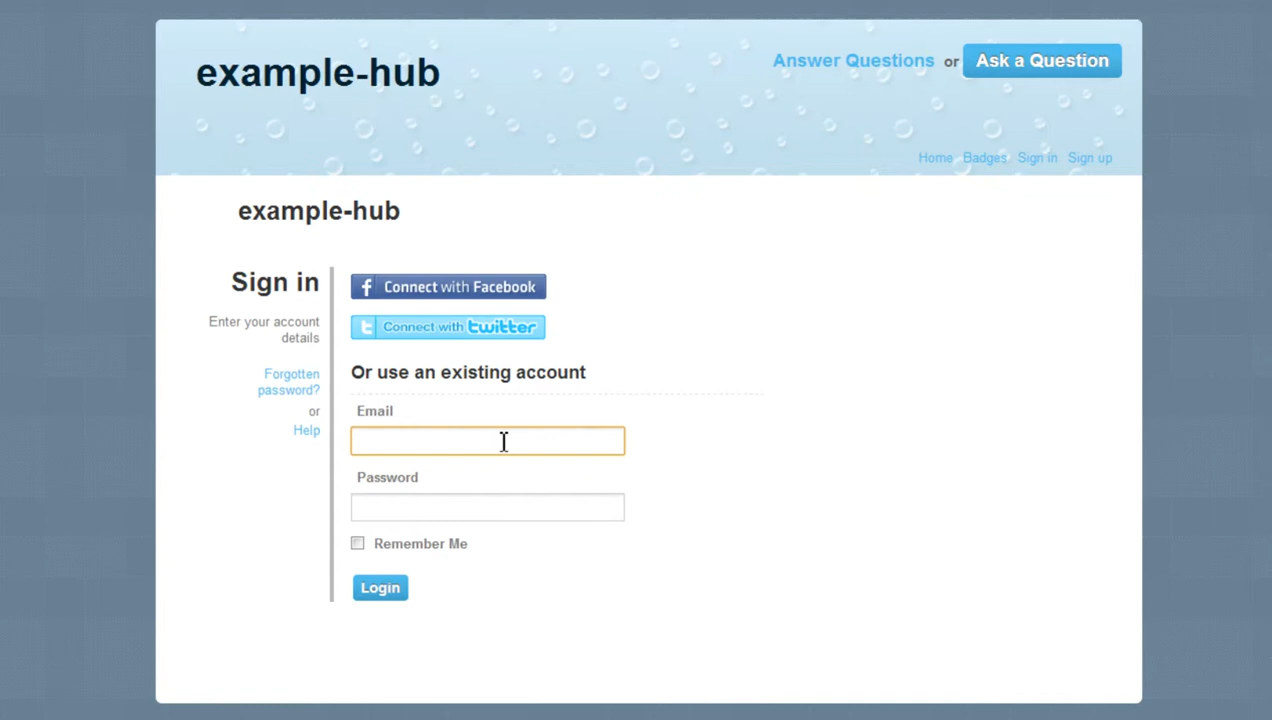 example-hub
Answer Questions or Ask a Question
Home Badges Sign in Sign up
example-hub
Sign in
Enter your account
details
Forgotten
password?
or
Help
f Connect with Facebook
t Connect with twitter
Or use an existing account
Email
Password
Remember Me
Login